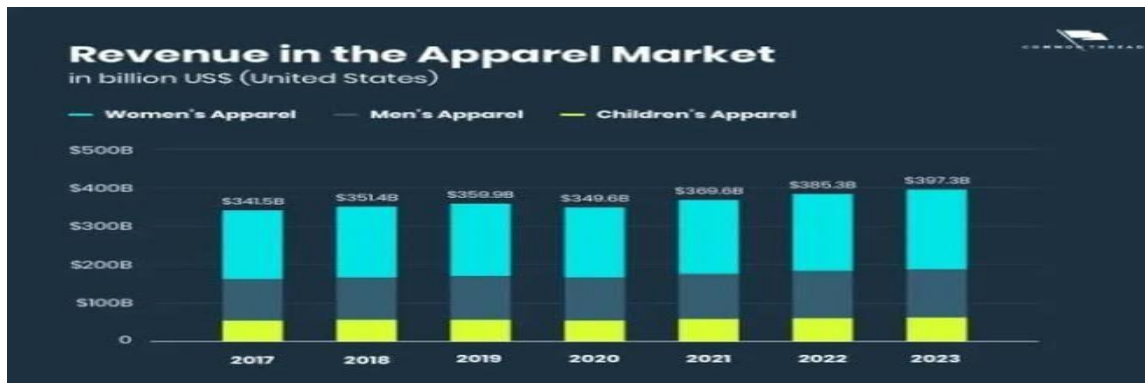 COMMON THREAD
Revenue in the Apparel Market
in billion US$ (United States)
Women's Apparel Men's Apparel Children's Apparel
$500B
$400B
$300B
$200B
$100B
0
$341.5B $351.4B $359.9B $349.6B $369.6B $385.3B $397.3B
2017 2018 2019 2020 2021 2022 2023